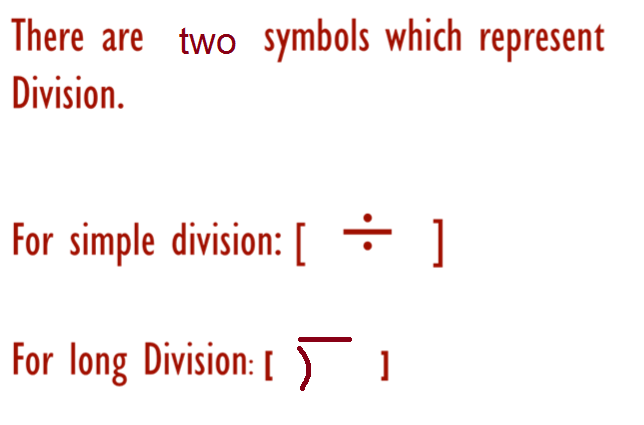 There are two symbols which represent
Division.
For simple division: [ ÷ ]
For long Division: [ ⟌ ]